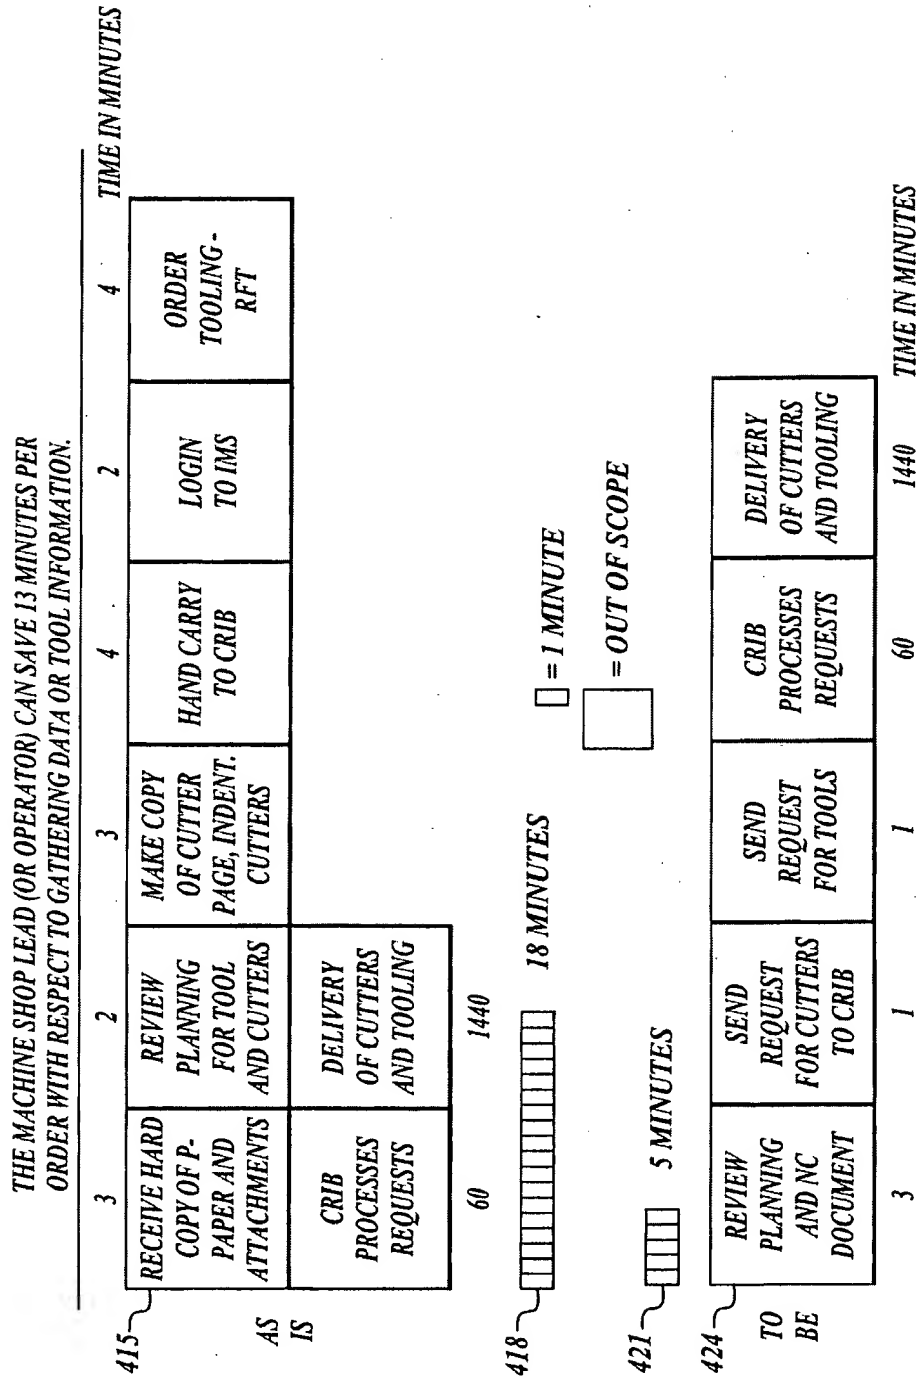 THE MACHINE SHOP LEAD (OR OPERATOR) CAN SAVE 13 MINUTES PER
ORDER WITH RESPECT TO GATHERING DATA OR TOOL INFORMATION.
3 2 3 4 2 4 TIME IN MINUTES
415
AS
IS
RECEIVE HARD
COPY OF P-
PAPER AND
ATTACHMENTS
REVIEW
PLANNING
FOR TOOL
AND CUTTERS
MAKE COPY
OF CUTTER
PAGE, INDENT.
CUTTERS
HAND CARRY
TO CRIB
LOGIN
TO IMS
ORDER
TOOLING -
RFT
CRIB
PROCESSES
REQUESTS
DELIVERY
OF CUTTERS
AND TOOLING
60 1440
418
18 MINUTES
= 1 MINUTE
= OUT OF SCOPE
421
5 MINUTES
424
TO
BE
REVIEW
PLANNING
AND NC
DOCUMENT
SEND
REQUEST
FOR CUTTERS
TO CRIB
SEND
REQUEST
FOR TOOLS
CRIB
PROCESSES
REQUESTS
DELIVERY
OF CUTTERS
AND TOOLING
3 1 1 60 1440 TIME IN MINUTES